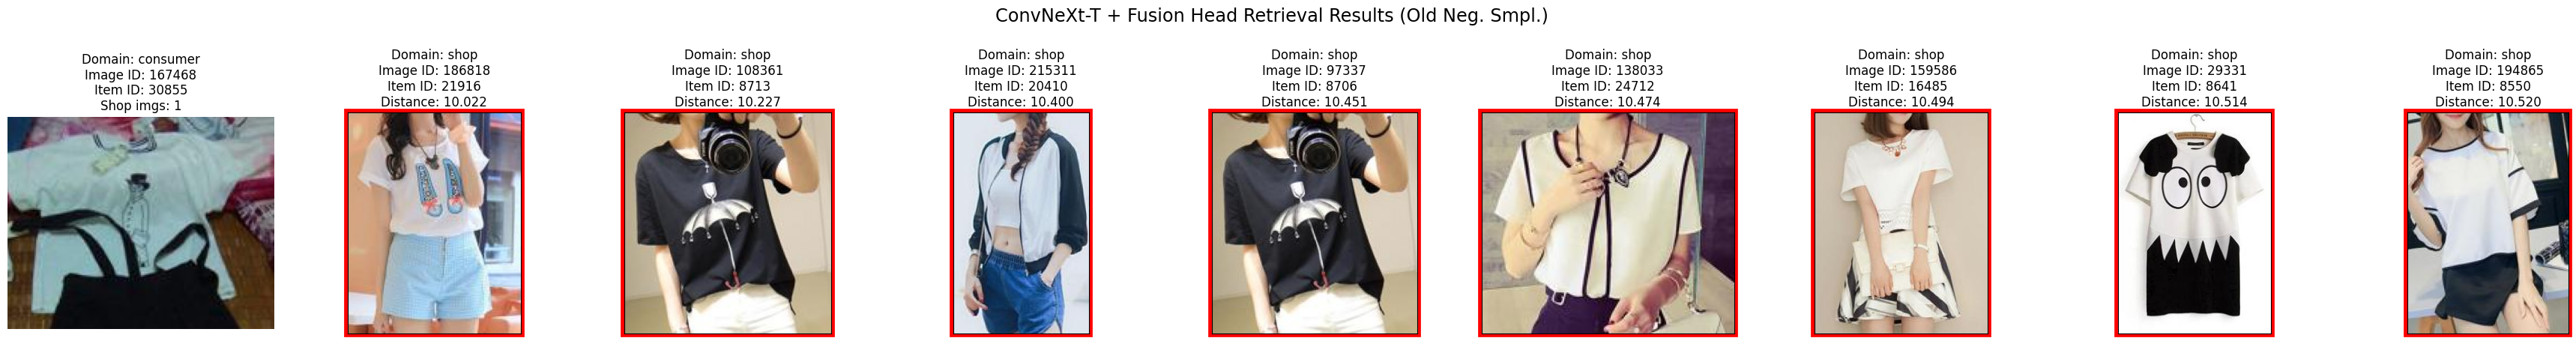 ConvNeXt-T + Fusion Head Retrieval Results (Old Neg. Smpl.)
Domain: consumer
Image ID: 167468
Item ID: 30855
Shop imgs: 1
Domain: shop
Image ID: 186818
Item ID: 21916
Distance: 10.022
Domain: shop
Image ID: 108361
Item ID: 8713
Distance: 10.227
Domain: shop
Image ID: 215311
Item ID: 20410
Distance: 10.400
Domain: shop
Image ID: 97337
Item ID: 8706
Distance: 10.451
Domain: shop
Image ID: 138033
Item ID: 24712
Distance: 10.474
Domain: shop
Image ID: 159586
Item ID: 16485
Distance: 10.494
Domain: shop
Image ID: 29331
Item ID: 8641
Distance: 10.514
Domain: shop
Image ID: 194865
Item ID: 8550
Distance: 10.520